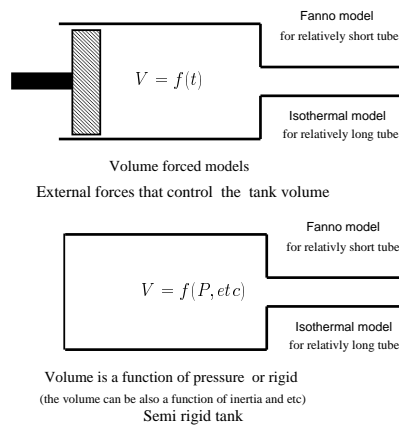 Fanno model
for relatively short tube
V = f(t)
Isothermal model
for relatively long tube
Volume forced models
External forces that control the tank volume
Fanno model
for relativly short tube
V = f(P, etc)
Isothermal model
for relativly long tube
Volume is a function of pressure or rigid
(the volume can be also a function of inertia and etc)
Semi rigid tank